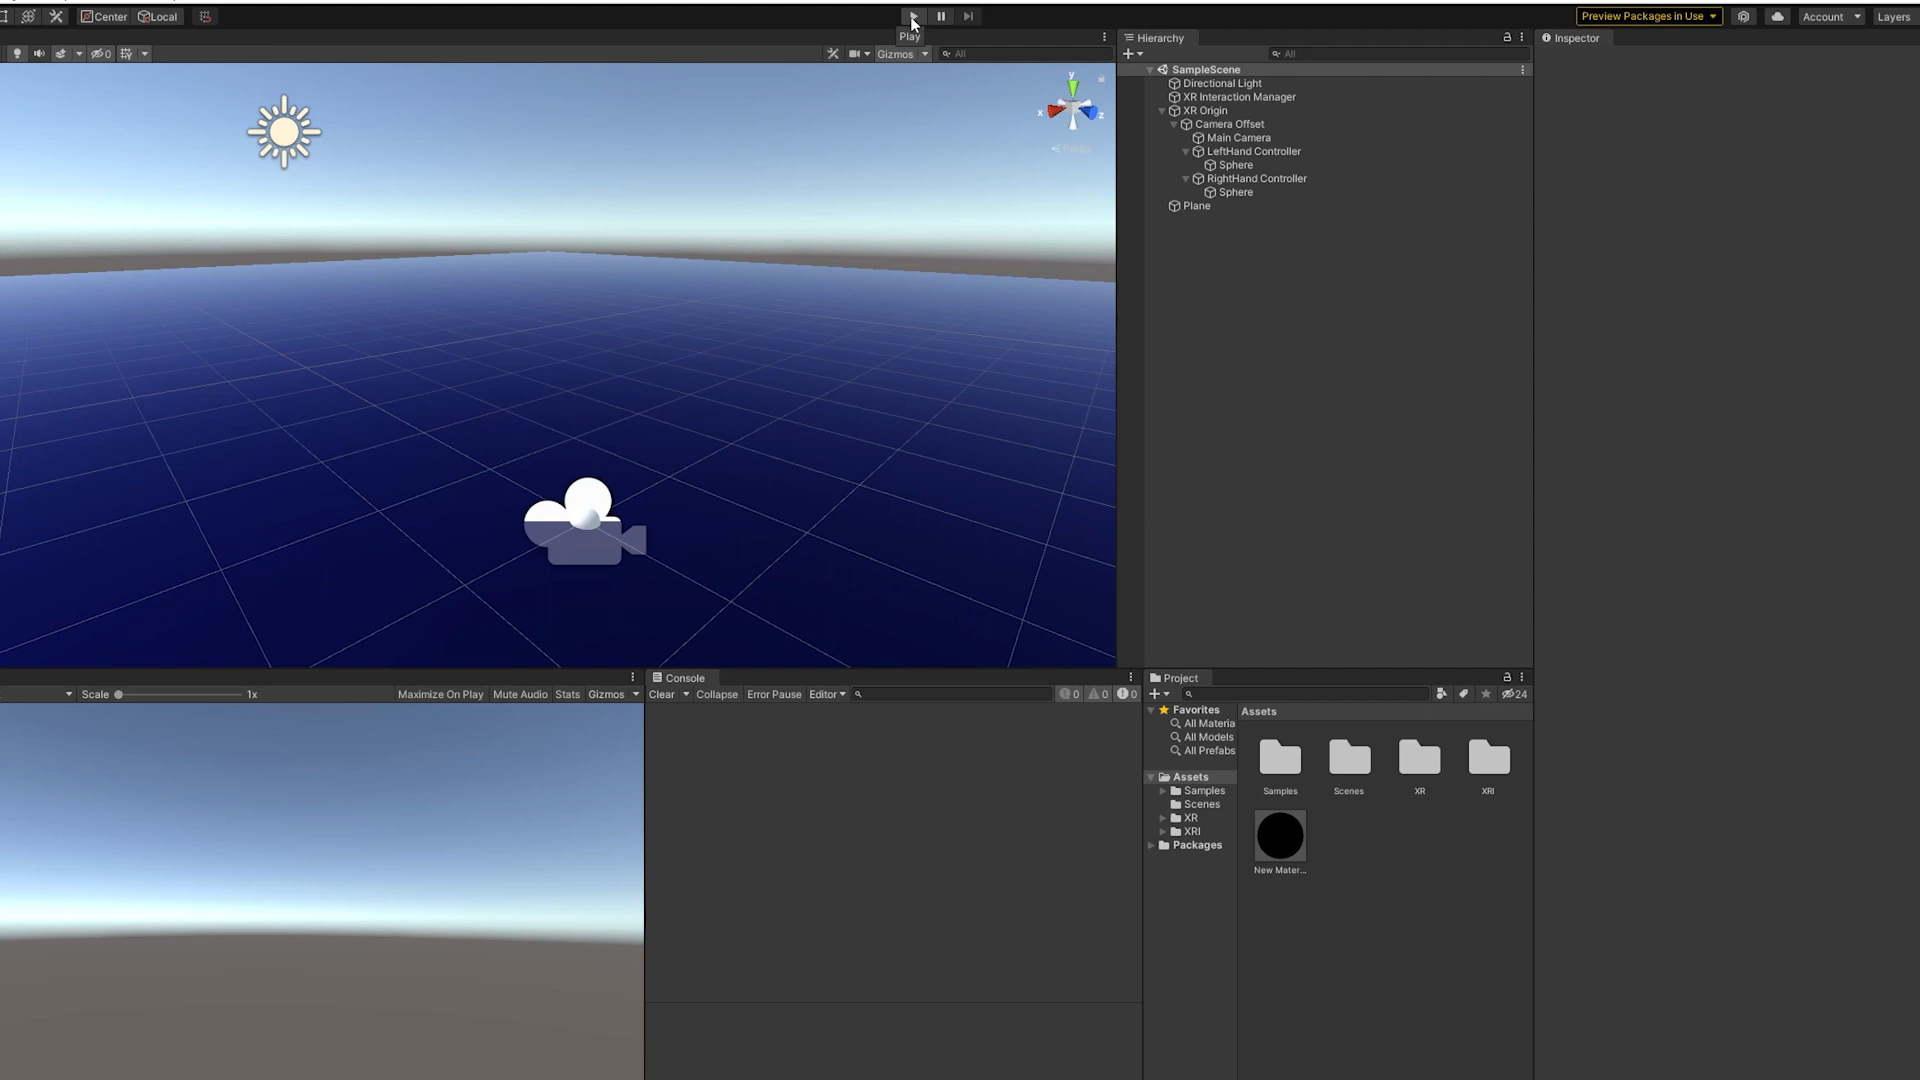 Center
Local
Preview Packages in Use
Account
Layers
Play
Hierarchy
Inspector
0
Gizmos
All
All
SampleScene
Directional Light
XR Interaction Manager
XR Origin
Camera Offset
Main Camera
LeftHand Controller
Sphere
RightHand Controller
Sphere
Plane
y
x
z
Persp
Console
Project
Scale
1x
Maximize On Play
Mute Audio
Stats
Gizmos
Clear
Collapse
Error Pause
Editor
0
0
0
24
Favorites
All Materia
All Models
All Prefabs
Assets
Samples
Scenes
XR
XRI
Packages
Assets
Samples
Scenes
XR
XRI
New Mater...